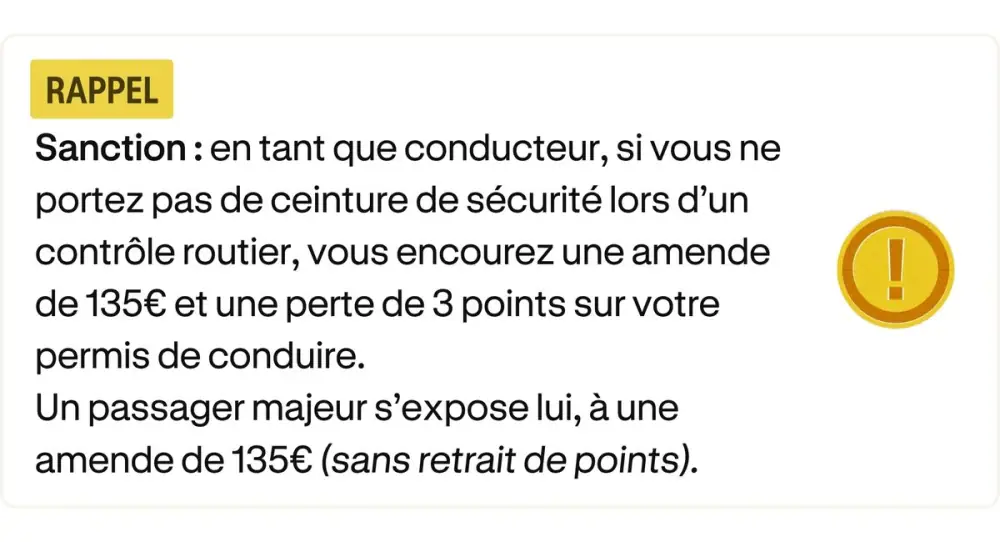 RAPPEL
Sanction : en tant que conducteur, si vous ne
portez pas de ceinture de sécurité lors d’un
contrôle routier, vous encourez une amende
de 135€ et une perte de 3 points sur votre
permis de conduire.
Un passager majeur s’expose lui, à une
amende de 135€ (sans retrait de points).
!